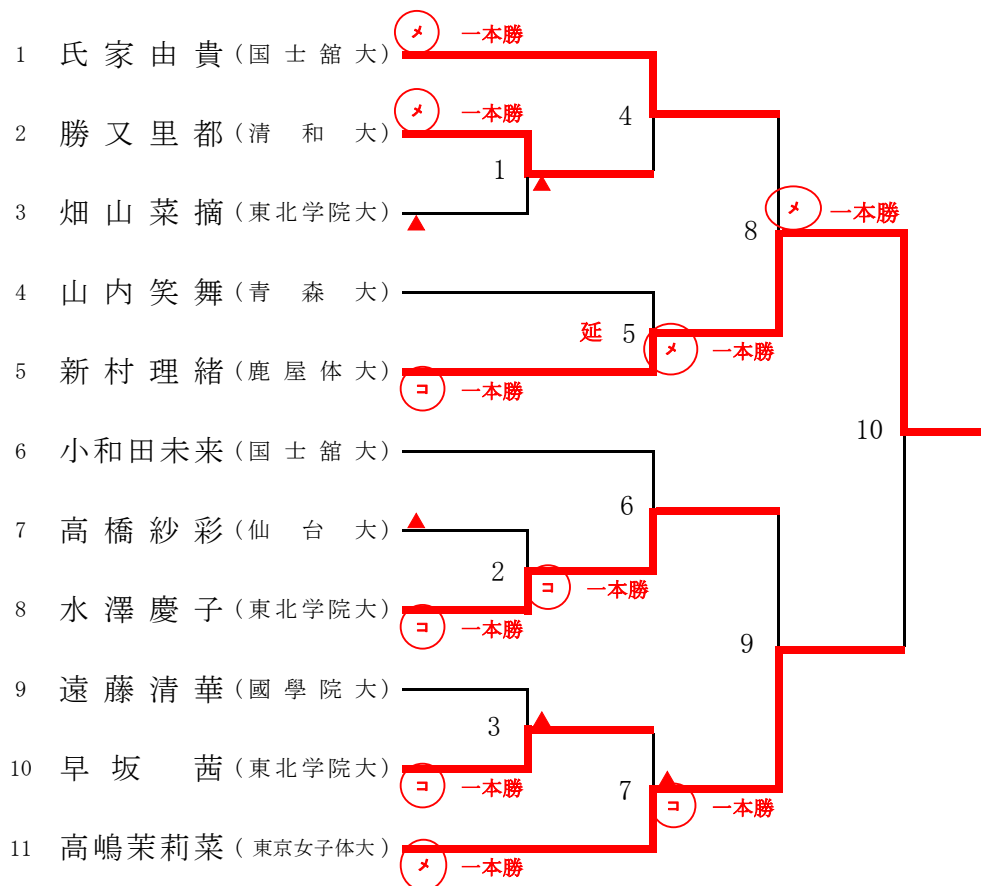 メ 一本勝
1 氏家由貴(国士舘大)
メ 一本勝
4
2 勝又里都(清和大)
1
▲
メ 一本勝
3 畑山菜摘(東北学院大)
▲
8
4 山内笑舞(青森大)
延 5
メ 一本勝
5 新村理緒(鹿屋体大)
コ 一本勝
10
6 小和田未来(国士舘大)
6
▲
7 高橋紗彩(仙台大)
2
コ 一本勝
8 水澤慶子(東北学院大)
コ 一本勝
9
9 遠藤清華(國學院大)
▲
3
10 早坂茜(東北学院大)
コ 一本勝
▲
7
コ 一本勝
11 高嶋茉莉菜(東京女子体大)
メ 一本勝